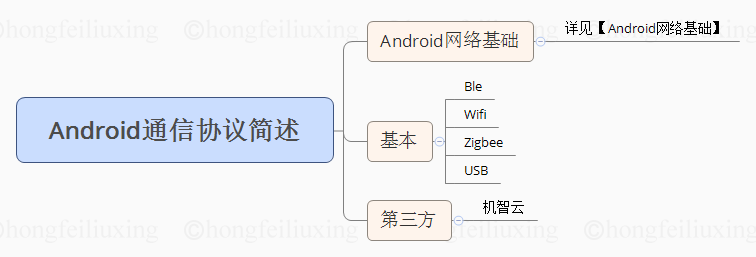 ©hongfeiliuxing ©hongfeiliuxing ©hongfeiliuxing ©hongfeiliuxing
Android网络基础
详见【Android网络基础】
Android通信协议简述
基本
Ble
Wifi
Zigbee
USB
第三方
机智云
©hongfeiliuxing ©hongfeiliuxing ©hongfeiliuxing ©hongfeiliuxing